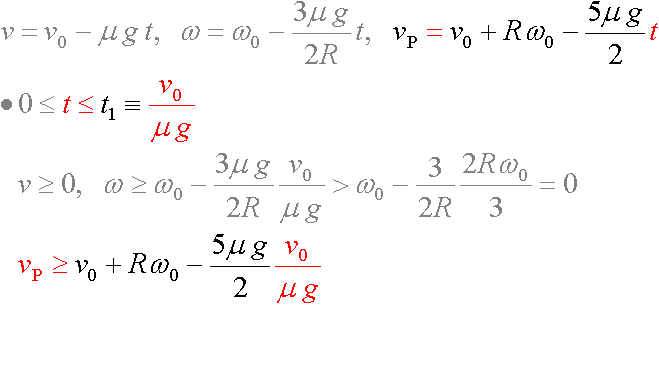 v = v₀ − μ g t, ω = ω₀ − 3μ g/2R t, v_P = v₀ + Rω₀ − 5μ g/2 t
• 0 ≤ t ≤ t₁ ≡ v₀/μ g
v ≥ 0, ω ≥ ω₀ − 3μ g/2R v₀/μ g > ω₀ − 3/2R 2Rω₀/3 = 0
v_P ≥ v₀ + Rω₀ − 5μ g/2 v₀/μ g